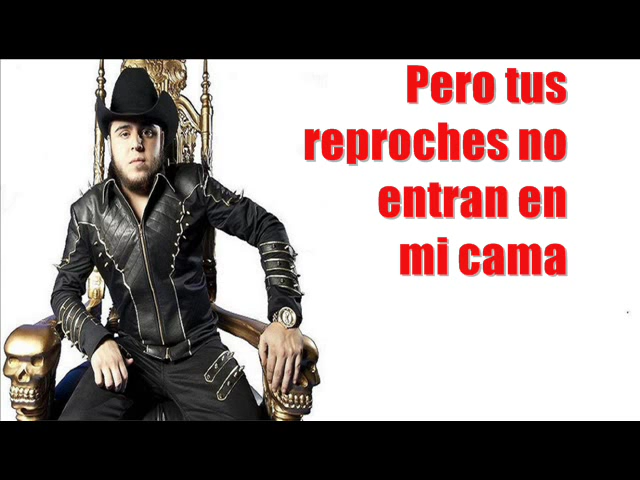 Pero tus
reproches no
entran en
mi cama